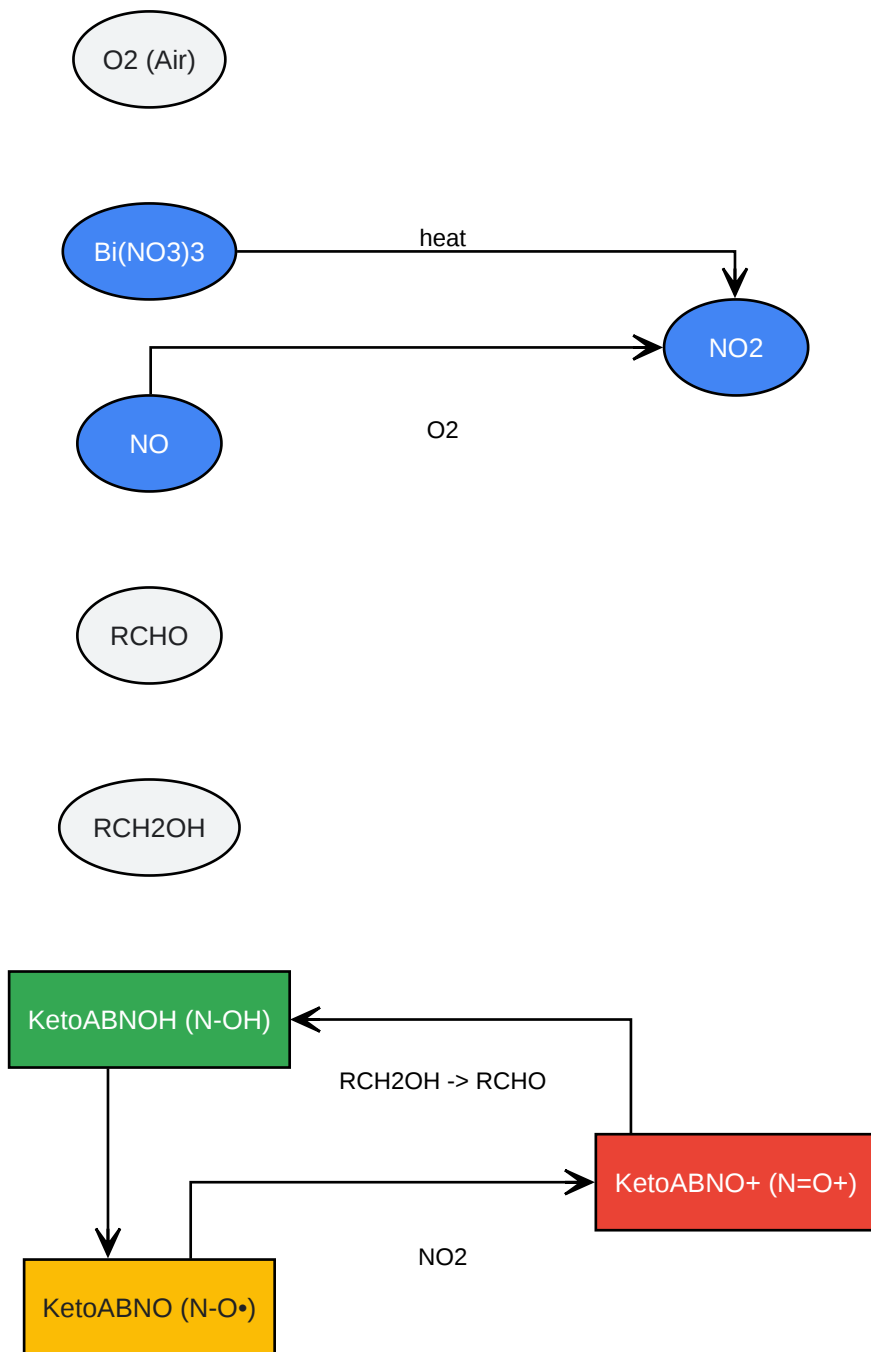 O2 (Air)
Bi(NO3)3
heat
NO2
NO
O2
RCHO
RCH2OH
KetoABNOH (N-OH)
RCH2OH -> RCHO
KetoABNO+ (N=O+)
NO2
KetoABNO (N-O•)